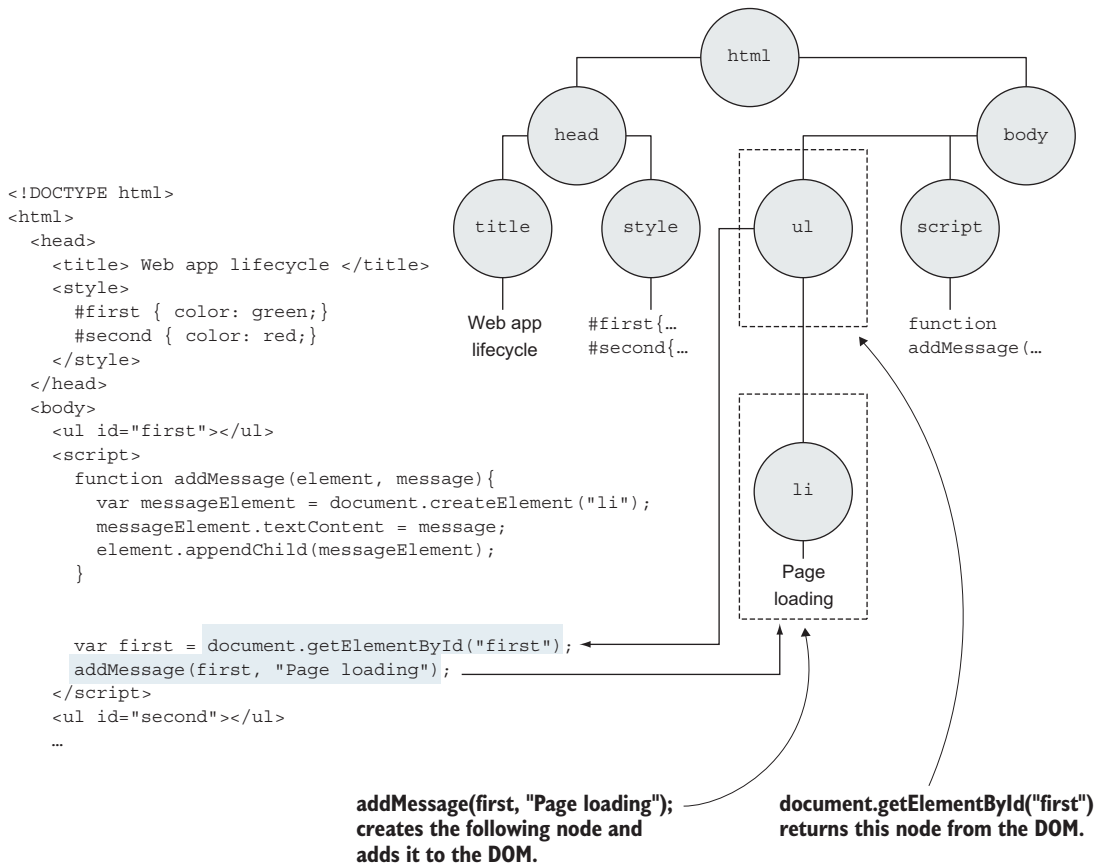 html
head
body
<!DOCTYPE html>
<html>
<head>
<title> Web app lifecycle </title>
<style>
#first { color: green;}
#second { color: red;}
</style>
</head>
<body>
<ul id="first"></ul>
<script>
function addMessage(element, message){
var messageElement = document.createElement("li");
messageElement.textContent = message;
element.appendChild(messageElement);
}
var first = document.getElementById("first");
addMessage(first, "Page loading");
</script>
<ul id="second"></ul>
…
title
style
ul
script
Web app
lifecycle
#first{…
#second{…
function
addMessage(…
li
Page
loading
addMessage(first, "Page loading");
creates the following node and
adds it to the DOM.
document.getElementById("first")
returns this node from the DOM.